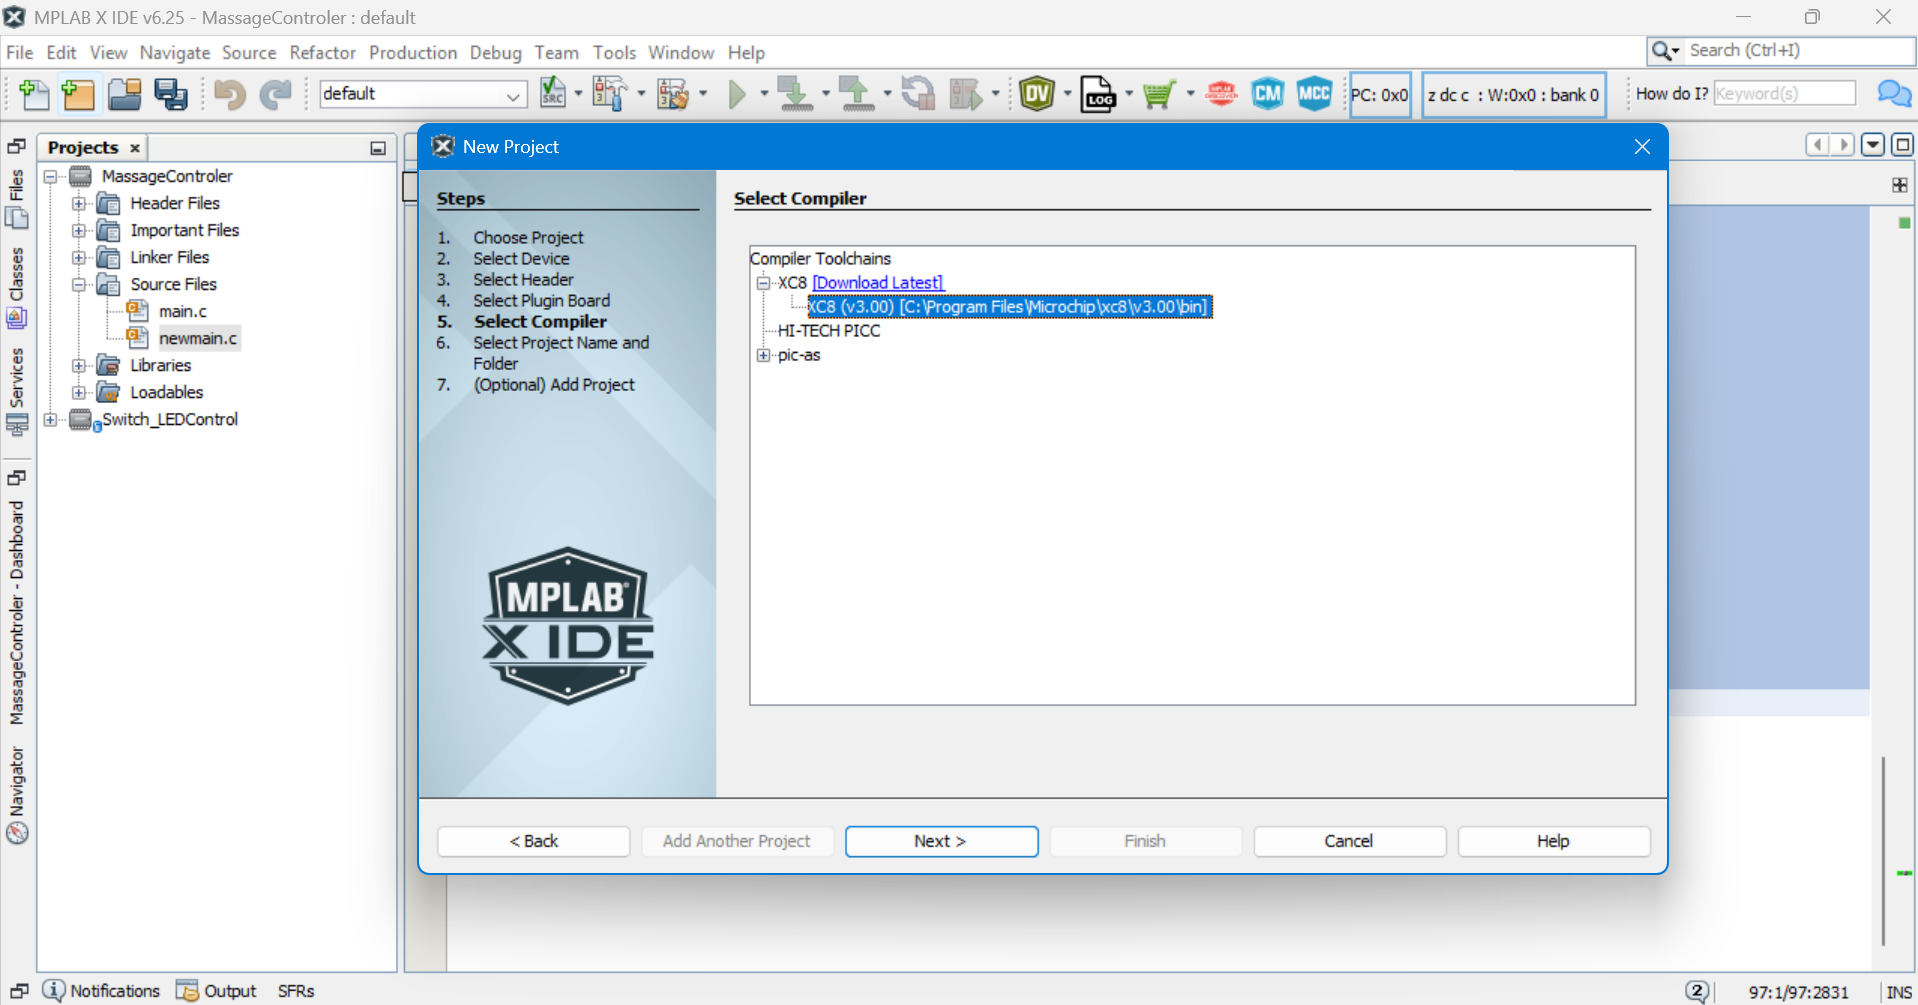 MPLAB X IDE v6.25 - MassageControler : default
File Edit View Navigate Source Refactor Production Debug Team Tools Window Help
Search (Ctrl+I)
default
SRC
DV
LOG
CM
MCC
PC: 0x0
z dc c : W:0x0 : bank 0
How do I?
Keyword(s)
Projects
Files
Classes
Services
MassageControler - Dashboard
Navigator
MassageControler
Header Files
Important Files
Linker Files
Source Files
main.c
newmain.c
Libraries
Loadables
Switch_LEDControl
New Project
Steps
1. Choose Project
2. Select Device
3. Select Header
4. Select Plugin Board
5. Select Compiler
6. Select Project Name and
Folder
7. (Optional) Add Project
MPLAB
X IDE
Select Compiler
Compiler Toolchains
XC8 [Download Latest]
XC8 (v3.00) [C:\Program Files\Microchip\xc8\v3.00\bin]
HI-TECH PICC
pic-as
< Back
Add Another Project
Next >
Finish
Cancel
Help
Notifications
Output
SFRs
2
97:1/97:2831
INS